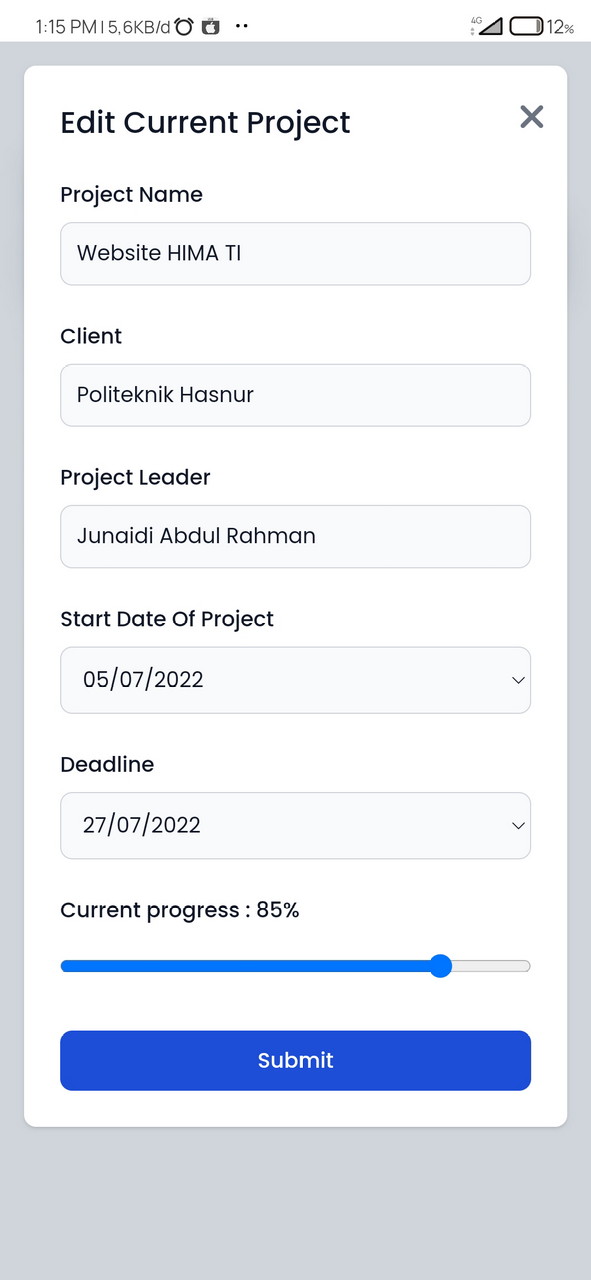 1:15 PM | 5,6KB/d
4G
12%
Edit Current Project
Project Name
Website HIMA TI
Client
Politeknik Hasnur
Project Leader
Junaidi Abdul Rahman
Start Date Of Project
05/07/2022
Deadline
27/07/2022
Current progress : 85%
Submit